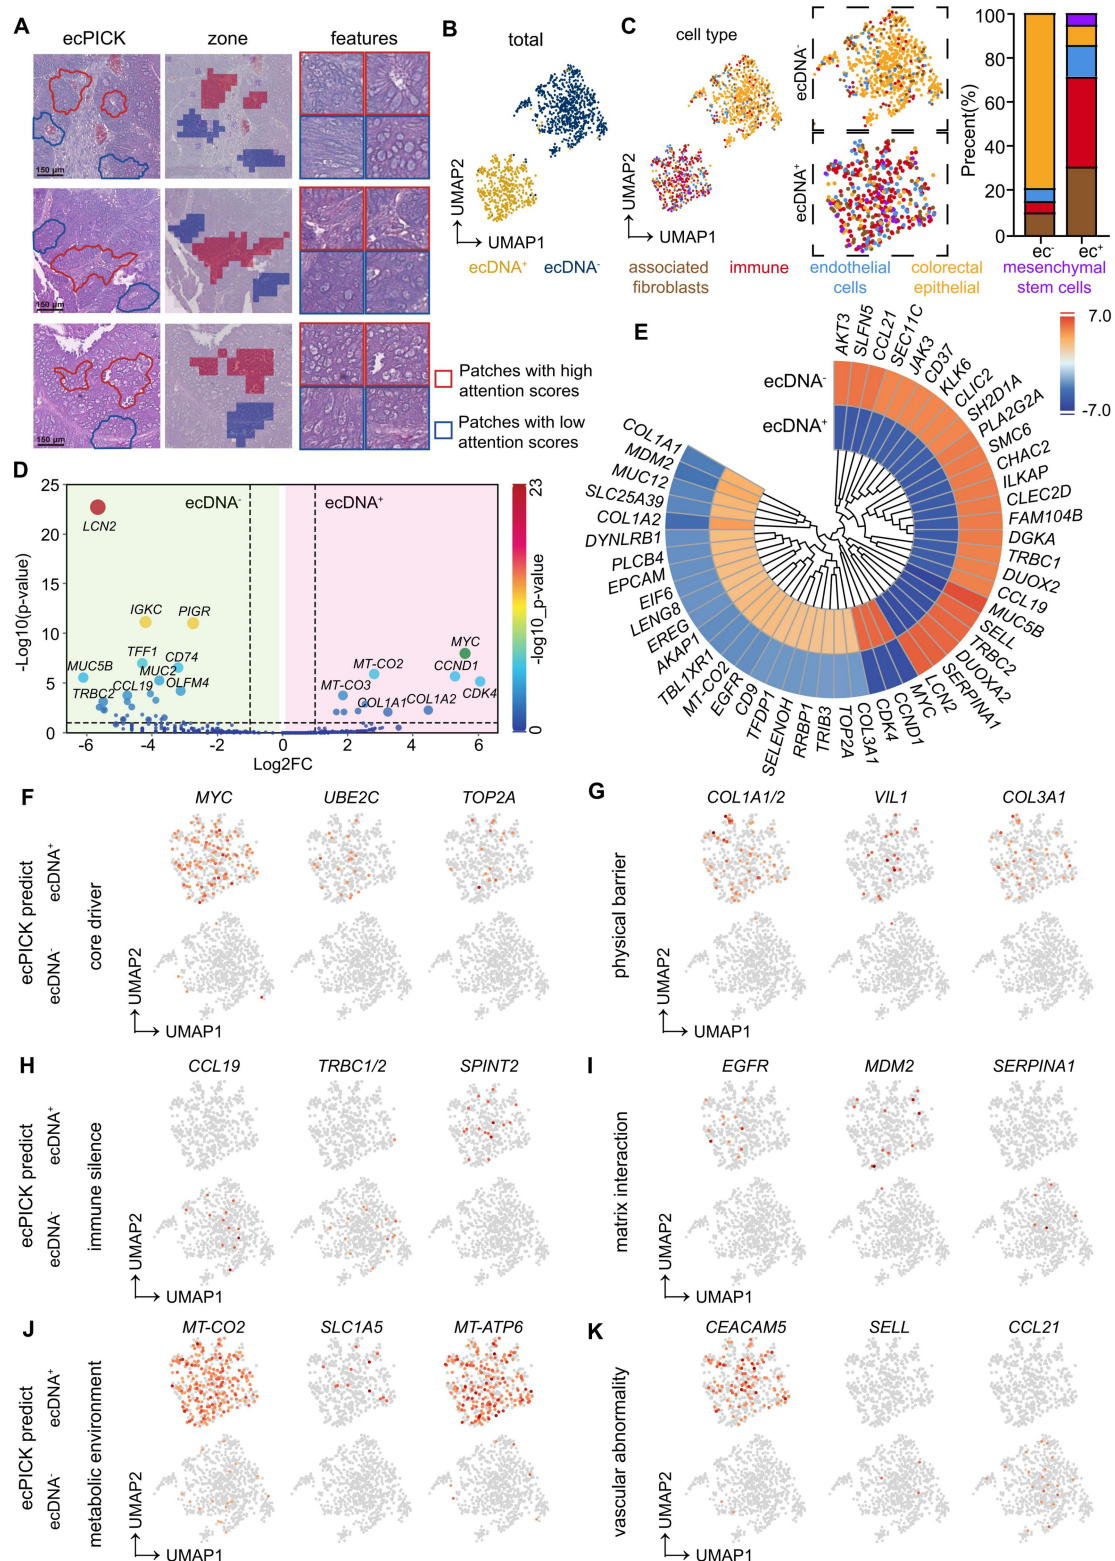 A
ecPICK
zone
features
150 μm
150 μm
150 μm
Patches with high
attention scores
Patches with low
attention scores
B
total
UMAP2
UMAP1
ecDNA+
ecDNA-
C
cell type
UMAP2
UMAP1
ecDNA-
ecDNA+
associated
fibroblasts
immune
endothelial
cells
colorectal
epithelial
mesenchymal
stem cells
Precent(%)
100
80
60
40
20
0
ec-
ec+
D
25
20
15
10
5
0
-Log10(p-value)
ecDNA-
ecDNA+
LCN2
IGKC
PIGR
TFF1
CD74
MUC5B
MUC2
CCL19
OLFM4
TRBC2
MYC
MT-CO2
CCND1
MT-CO3
COL1A1
COL1A2
CDK4
-6
-4
-2
0
2
4
6
Log2FC
23
-log10_p-value
0
E
7.0
-7.0
ecDNA-
ecDNA+
AKT3
SLFN5
CCL21
SEC11C
JAK3
CD37
KLK6
CLIC2
SH2D1A
PLA2G2A
SMC6
CHAC2
ILKAP
CLEC2D
FAM104B
DGKA
TRBC1
DUOX2
CCL19
MUC5B
SELL
TRBC2
DUOXA2
SERPINA1
LCN2
MYC
CCND1
CDK4
COL3A1
TOP2A
TRIB3
RRBP1
SELENOH
TFDP1
CD9
EGFR
MT-CO2
TBL1XR1
AKAP1
EREG
LENG8
EIF6
EPCAM
PLCB4
DYNLRB1
COL1A2
SLC25A39
MUC12
MDM2
COL1A1
F
MYC
UBE2C
TOP2A
ecPICK predict
ecDNA+
ecDNA-
core driver
UMAP2
UMAP1
G
COL1A1/2
VIL1
COL3A1
physical barrier
UMAP2
UMAP1
H
CCL19
TRBC1/2
SPINT2
ecPICK predict
ecDNA+
ecDNA-
immune silence
UMAP2
UMAP1
I
EGFR
MDM2
SERPINA1
matrix interaction
UMAP2
UMAP1
J
MT-CO2
SLC1A5
MT-ATP6
ecPICK predict
ecDNA+
ecDNA-
metabolic environment
UMAP2
UMAP1
K
CEACAM5
SELL
CCL21
vascular abnormality
UMAP2
UMAP1